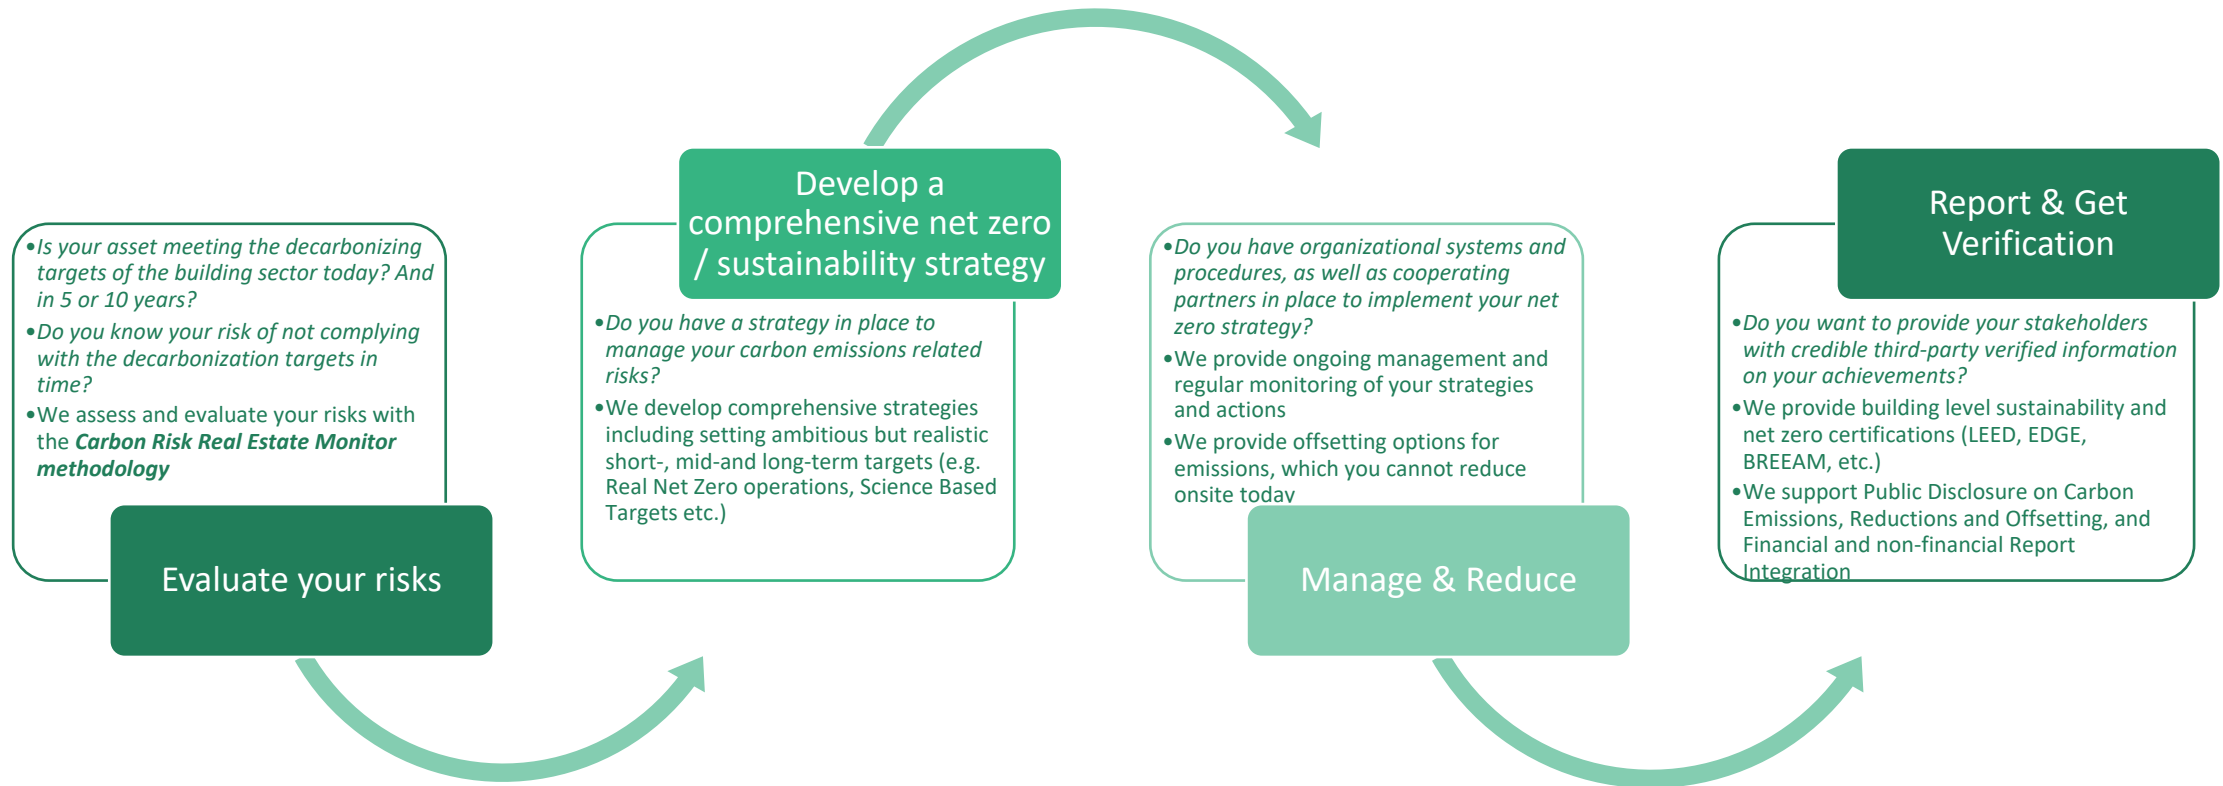 •Is your asset meeting the decarbonizing
targets of the building sector today? And
in 5 or 10 years?
•Do you know your risk of not complying
with the decarbonization targets in
time?
•We assess and evaluate your risks with
the Carbon Risk Real Estate Monitor
methodology
Evaluate your risks
Develop a
comprehensive net zero
/ sustainability strategy
•Do you have a strategy in place to
manage your carbon emissions related
risks?
•We develop comprehensive strategies
including setting ambitious but realistic
short-, mid-and long-term targets (e.g.
Real Net Zero operations, Science Based
Targets etc.)
•Do you have organizational systems and
procedures, as well as cooperating
partners in place to implement your net
zero strategy?
•We provide ongoing management and
regular monitoring of your strategies
and actions
•We provide offsetting options for
emissions, which you cannot reduce
onsite today
Manage & Reduce
Report & Get
Verification
•Do you want to provide your stakeholders
with credible third-party verified information
on your achievements?
•We provide building level sustainability and
net zero certifications (LEED, EDGE,
BREEAM, etc.)
•We support Public Disclosure on Carbon
Emissions, Reductions and Offsetting, and
Financial and non-financial Report
Integration